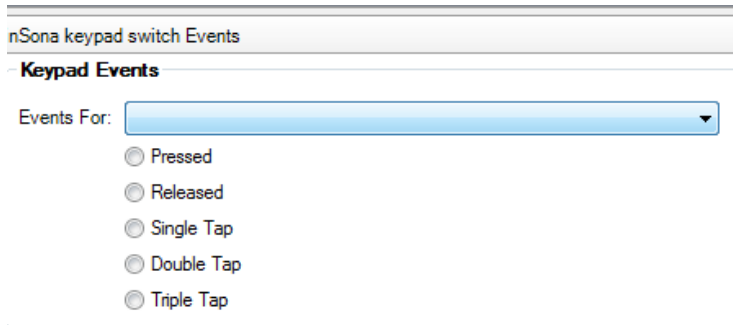 nSona keypad switch Events
Keypad Events
Events For:
Pressed
Released
Single Tap
Double Tap
Triple Tap